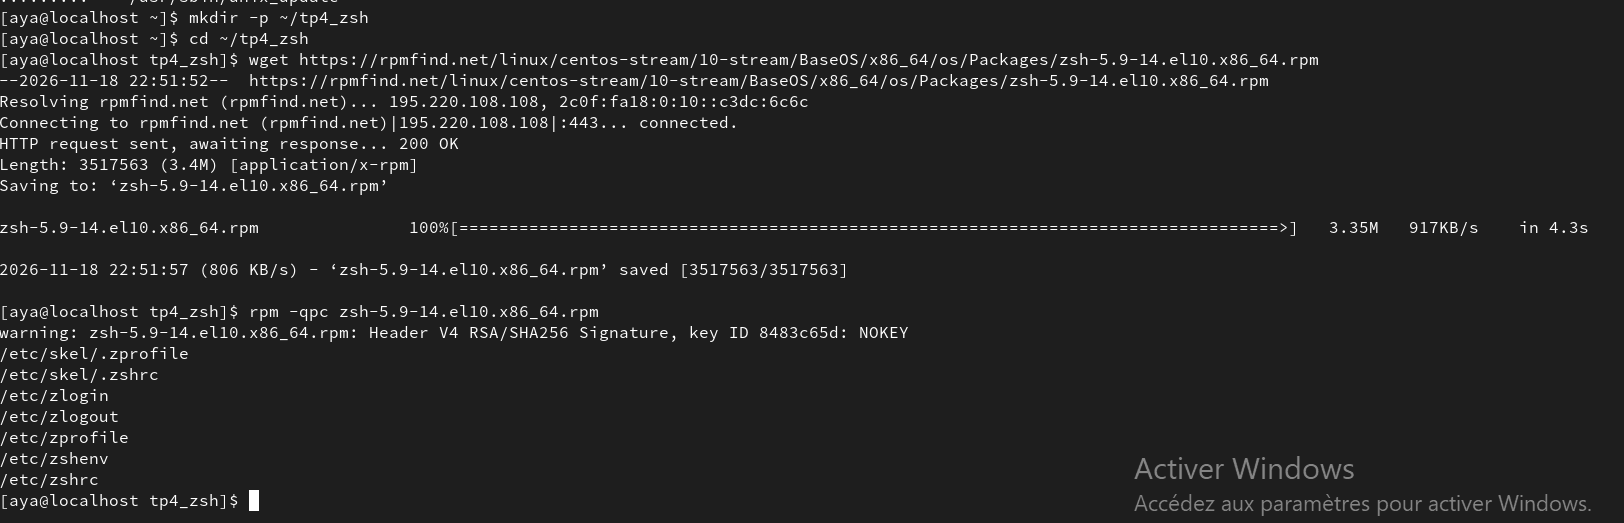 ......... /usr/sbin/unix_update
[aya@localhost ~]$ mkdir -p ~/tp4_zsh
[aya@localhost ~]$ cd ~/tp4_zsh
[aya@localhost tp4_zsh]$ wget https://rpmfind.net/linux/centos-stream/10-stream/BaseOS/x86_64/os/Packages/zsh-5.9-14.el10.x86_64.rpm
--2026-11-18 22:51:52--  https://rpmfind.net/linux/centos-stream/10-stream/BaseOS/x86_64/os/Packages/zsh-5.9-14.el10.x86_64.rpm
Resolving rpmfind.net (rpmfind.net)... 195.220.108.108, 2c0f:fa18:0:10::c3dc:6c6c
Connecting to rpmfind.net (rpmfind.net)|195.220.108.108|:443... connected.
HTTP request sent, awaiting response... 200 OK
Length: 3517563 (3.4M) [application/x-rpm]
Saving to: ‘zsh-5.9-14.el10.x86_64.rpm’
zsh-5.9-14.el10.x86_64.rpm 100%[==================================================================================>] 3.35M 917KB/s in 4.3s
2026-11-18 22:51:57 (806 KB/s) - ‘zsh-5.9-14.el10.x86_64.rpm’ saved [3517563/3517563]
[aya@localhost tp4_zsh]$ rpm -qpc zsh-5.9-14.el10.x86_64.rpm
warning: zsh-5.9-14.el10.x86_64.rpm: Header V4 RSA/SHA256 Signature, key ID 8483c65d: NOKEY
/etc/skel/.zprofile
/etc/skel/.zshrc
/etc/zlogin
/etc/zlogout
/etc/zprofile
/etc/zshenv
/etc/zshrc
[aya@localhost tp4_zsh]$
Activer Windows
Accédez aux paramètres pour activer Windows.